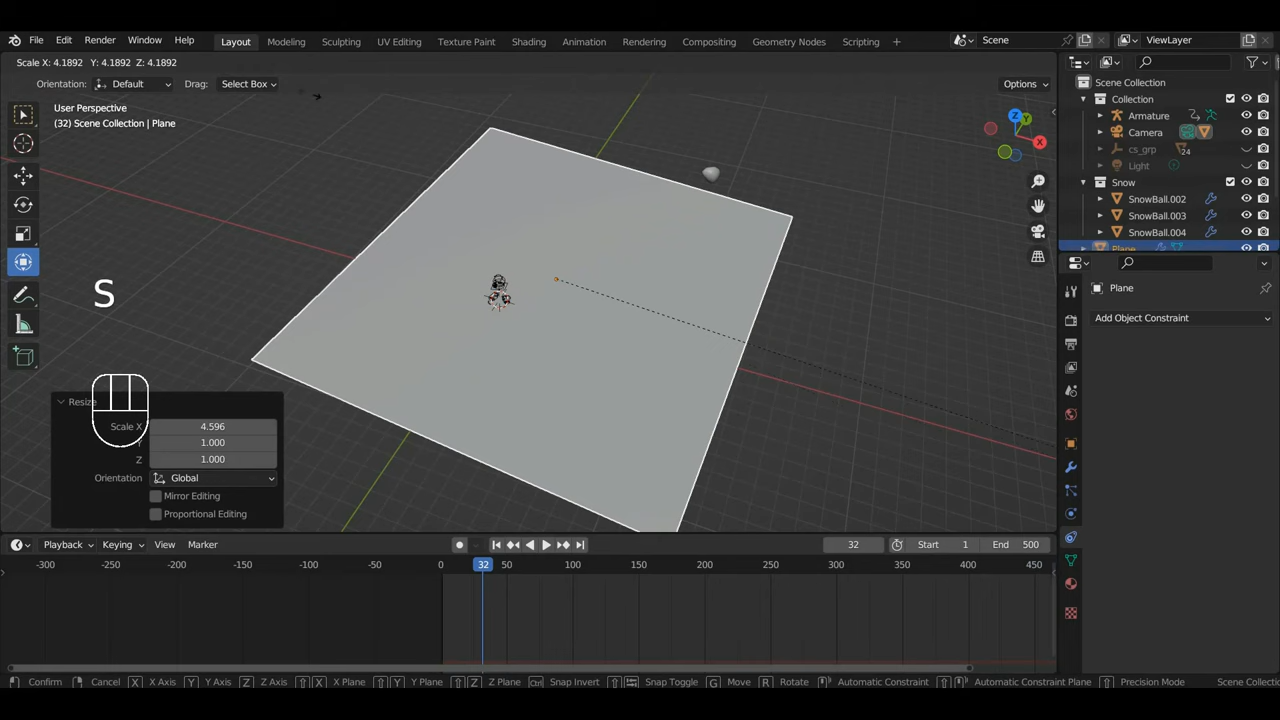 File Edit Render Window Help Layout Modeling Sculpting UV Editing Texture Paint Shading Animation Rendering Compositing Geometry Nodes Scripting + Scene ViewLayer
Scale X: 4.1892 Y: 4.1892 Z: 4.1892
Orientation: Default Drag: Select Box Options
User Perspective
(32) Scene Collection | Plane
Z
Y
X
S
Resize
Scale X 4.596
Y 1.000
Z 1.000
Orientation Global
Mirror Editing
Proportional Editing
Scene Collection
Collection
Armature
Camera
cs_grp 24
Light
Snow
SnowBall.002
SnowBall.003
SnowBall.004
Plane
Plane
Add Object Constraint
Playback Keying View Marker 32 Start 1 End 500
-300 -250 -200 -150 -100 -50 0 32 50 100 150 200 250 300 350 400 450
Confirm Cancel X X Axis Y Y Axis Z Z Axis X X Plane Y Y Plane Z Z Plane Ctrl Snap Invert Snap Toggle G Move R Rotate Automatic Constraint Automatic Constraint Plane Precision Mode Scene Collectio